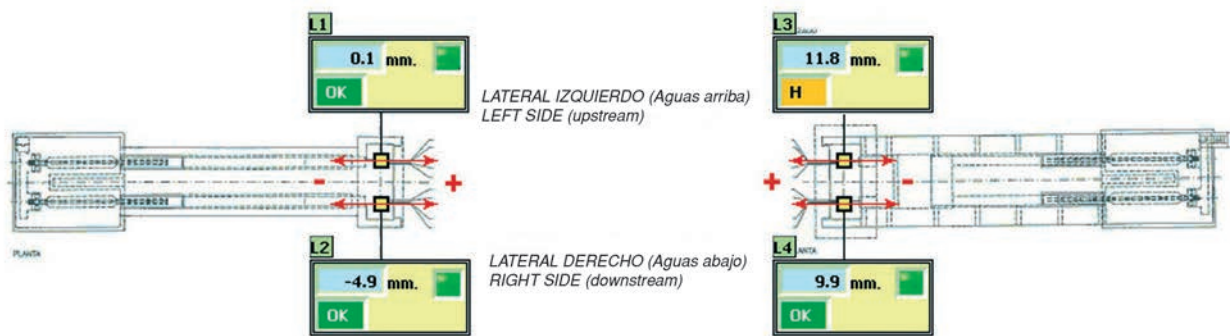 L1
0.1 mm.
OK
L3
11.8 mm.
H
LATERAL IZQUIERDO (Aguas arriba)
LEFT SIDE (upstream)
- +
+ -
PLANTA
L2
-4.9 mm.
OK
LATERAL DERECHO (Aguas abajo)
RIGHT SIDE (downstream)
L4
ANTA
9.9 mm.
OK